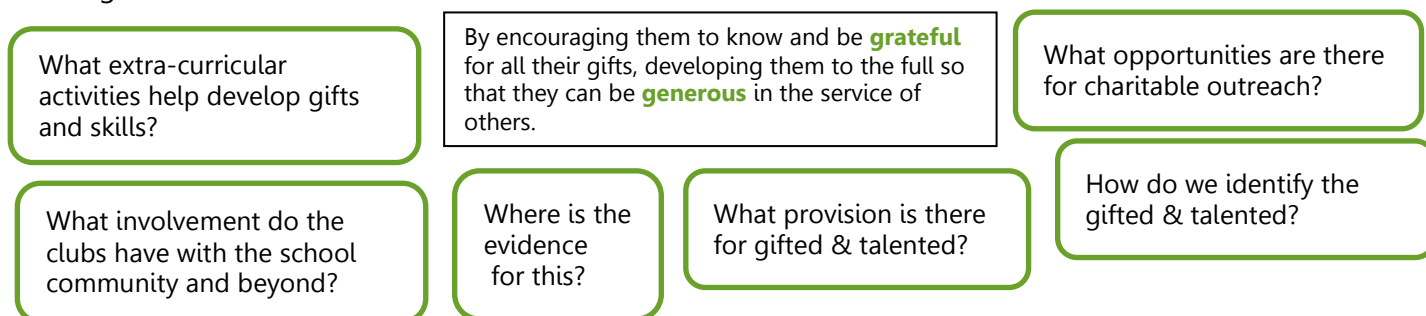 What extra-curricular
activities help develop gifts
and skills?
By encouraging them to know and be grateful
for all their gifts, developing them to the full so
that they can be generous in the service of
others.
What opportunities are there
for charitable outreach?
What involvement do the
clubs have with the school
community and beyond?
Where is the
evidence
for this?
What provision is there
for gifted & talented?
How do we identify the
gifted & talented?